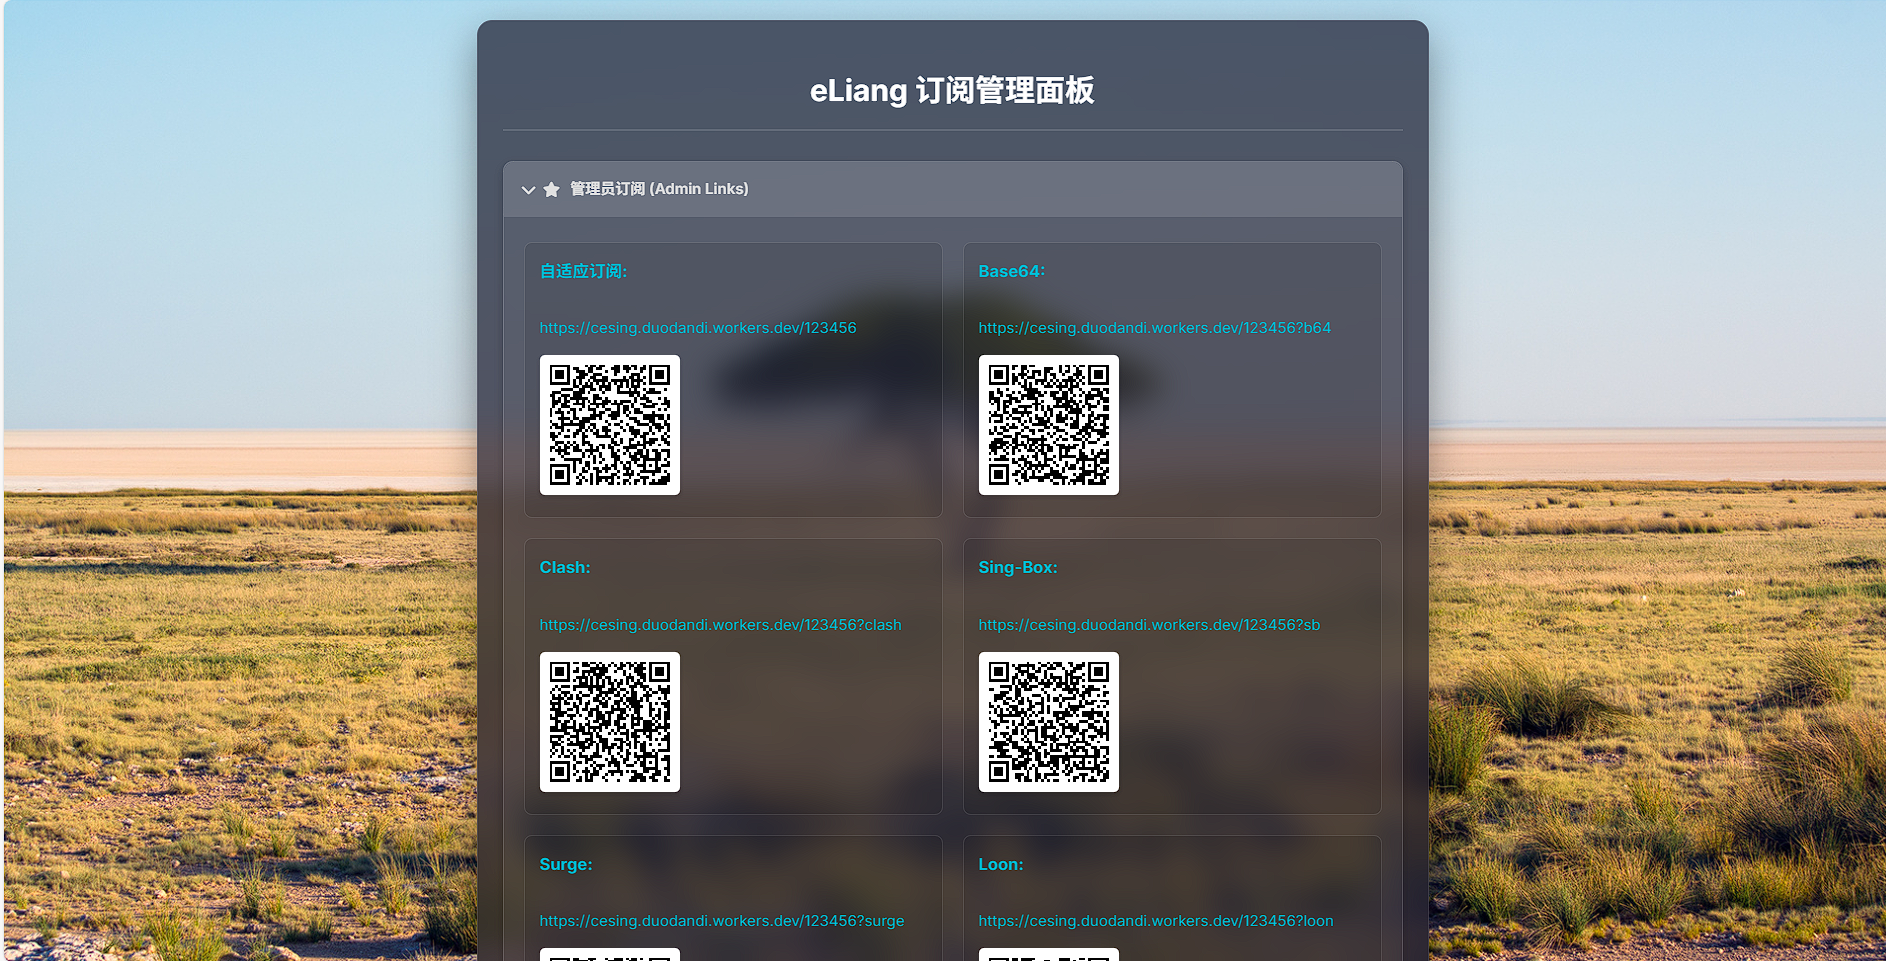 eLiang 订阅管理面板
管理员订阅 (Admin Links)
自适应订阅:
https://cesing.duodandi.workers.dev/123456
Base64:
https://cesing.duodandi.workers.dev/123456?b64
Clash:
https://cesing.duodandi.workers.dev/123456?clash
Sing-Box:
https://cesing.duodandi.workers.dev/123456?sb
Surge:
https://cesing.duodandi.workers.dev/123456?surge
Loon:
https://cesing.duodandi.workers.dev/123456?loon